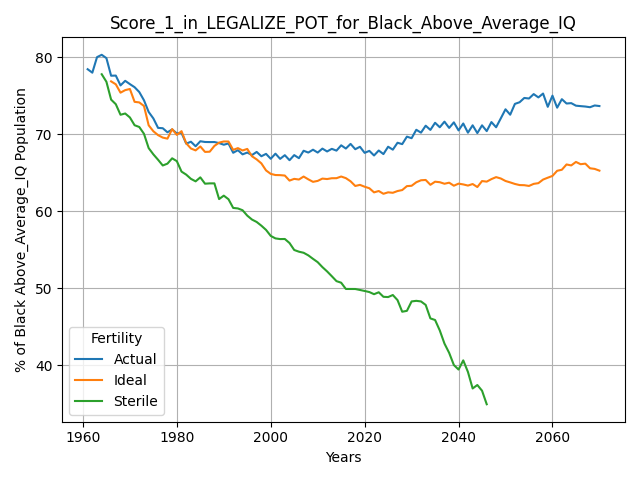 Score_1_in_LEGALIZE_POT_for_Black_Above_Average_IQ
% of Black Above_Average_IQ Population
80
70
60
50
40
Fertility
Actual
Ideal
Sterile
1960
1980
2000
2020
2040
2060
Years